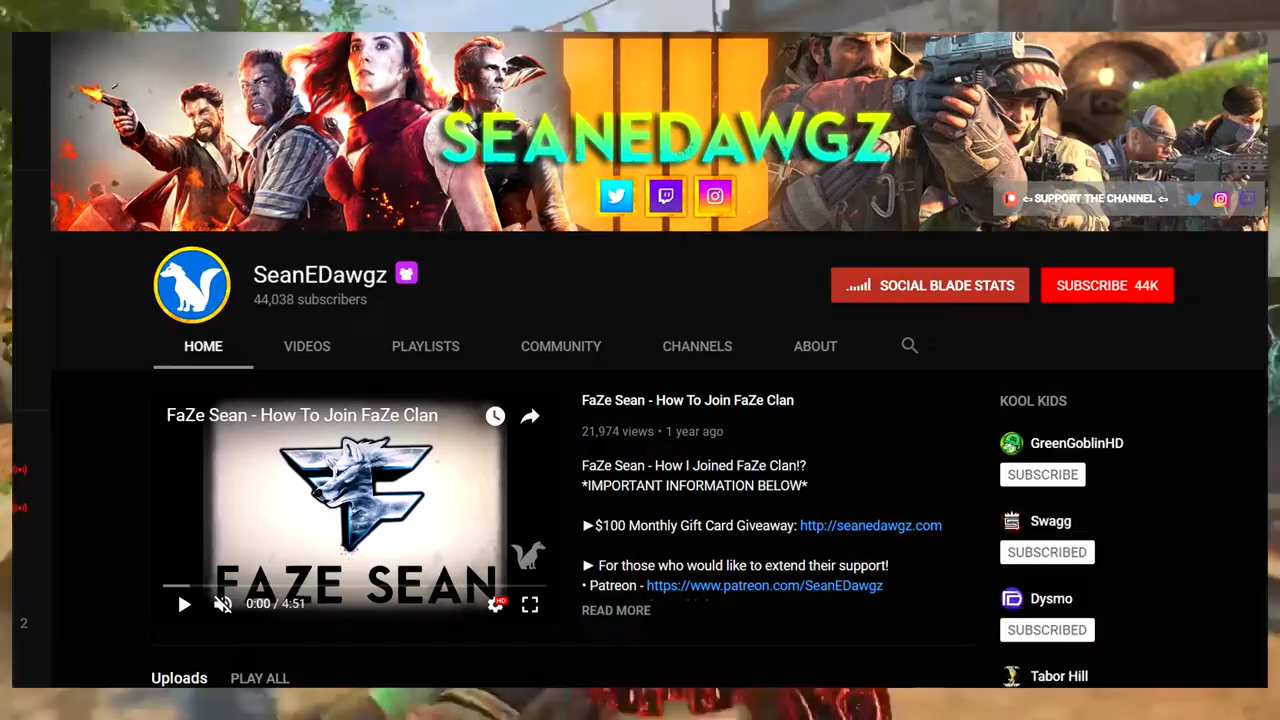 SEANEDAWGZ
⇦ SUPPORT THE CHANNEL ⇦
SeanEDawgz
44,038 subscribers
SOCIAL BLADE STATS
SUBSCRIBE 44K
HOME
VIDEOS
PLAYLISTS
COMMUNITY
CHANNELS
ABOUT
FaZe Sean - How To Join FaZe Clan
FAZE SEAN
0:00 / 4:51
HD
FaZe Sean - How To Join FaZe Clan
21,974 views • 1 year ago
FaZe Sean - How I Joined FaZe Clan!?
*IMPORTANT INFORMATION BELOW*
►$100 Monthly Gift Card Giveaway: http://seanedawgz.com
► For those who would like to extend their support!
• Patreon - https://www.patreon.com/SeanEDawgz
READ MORE
KOOL KIDS
GreenGoblinHD
SUBSCRIBE
Swagg
SUBSCRIBED
Dysmo
SUBSCRIBED
Tabor Hill
2
Uploads
PLAY ALL